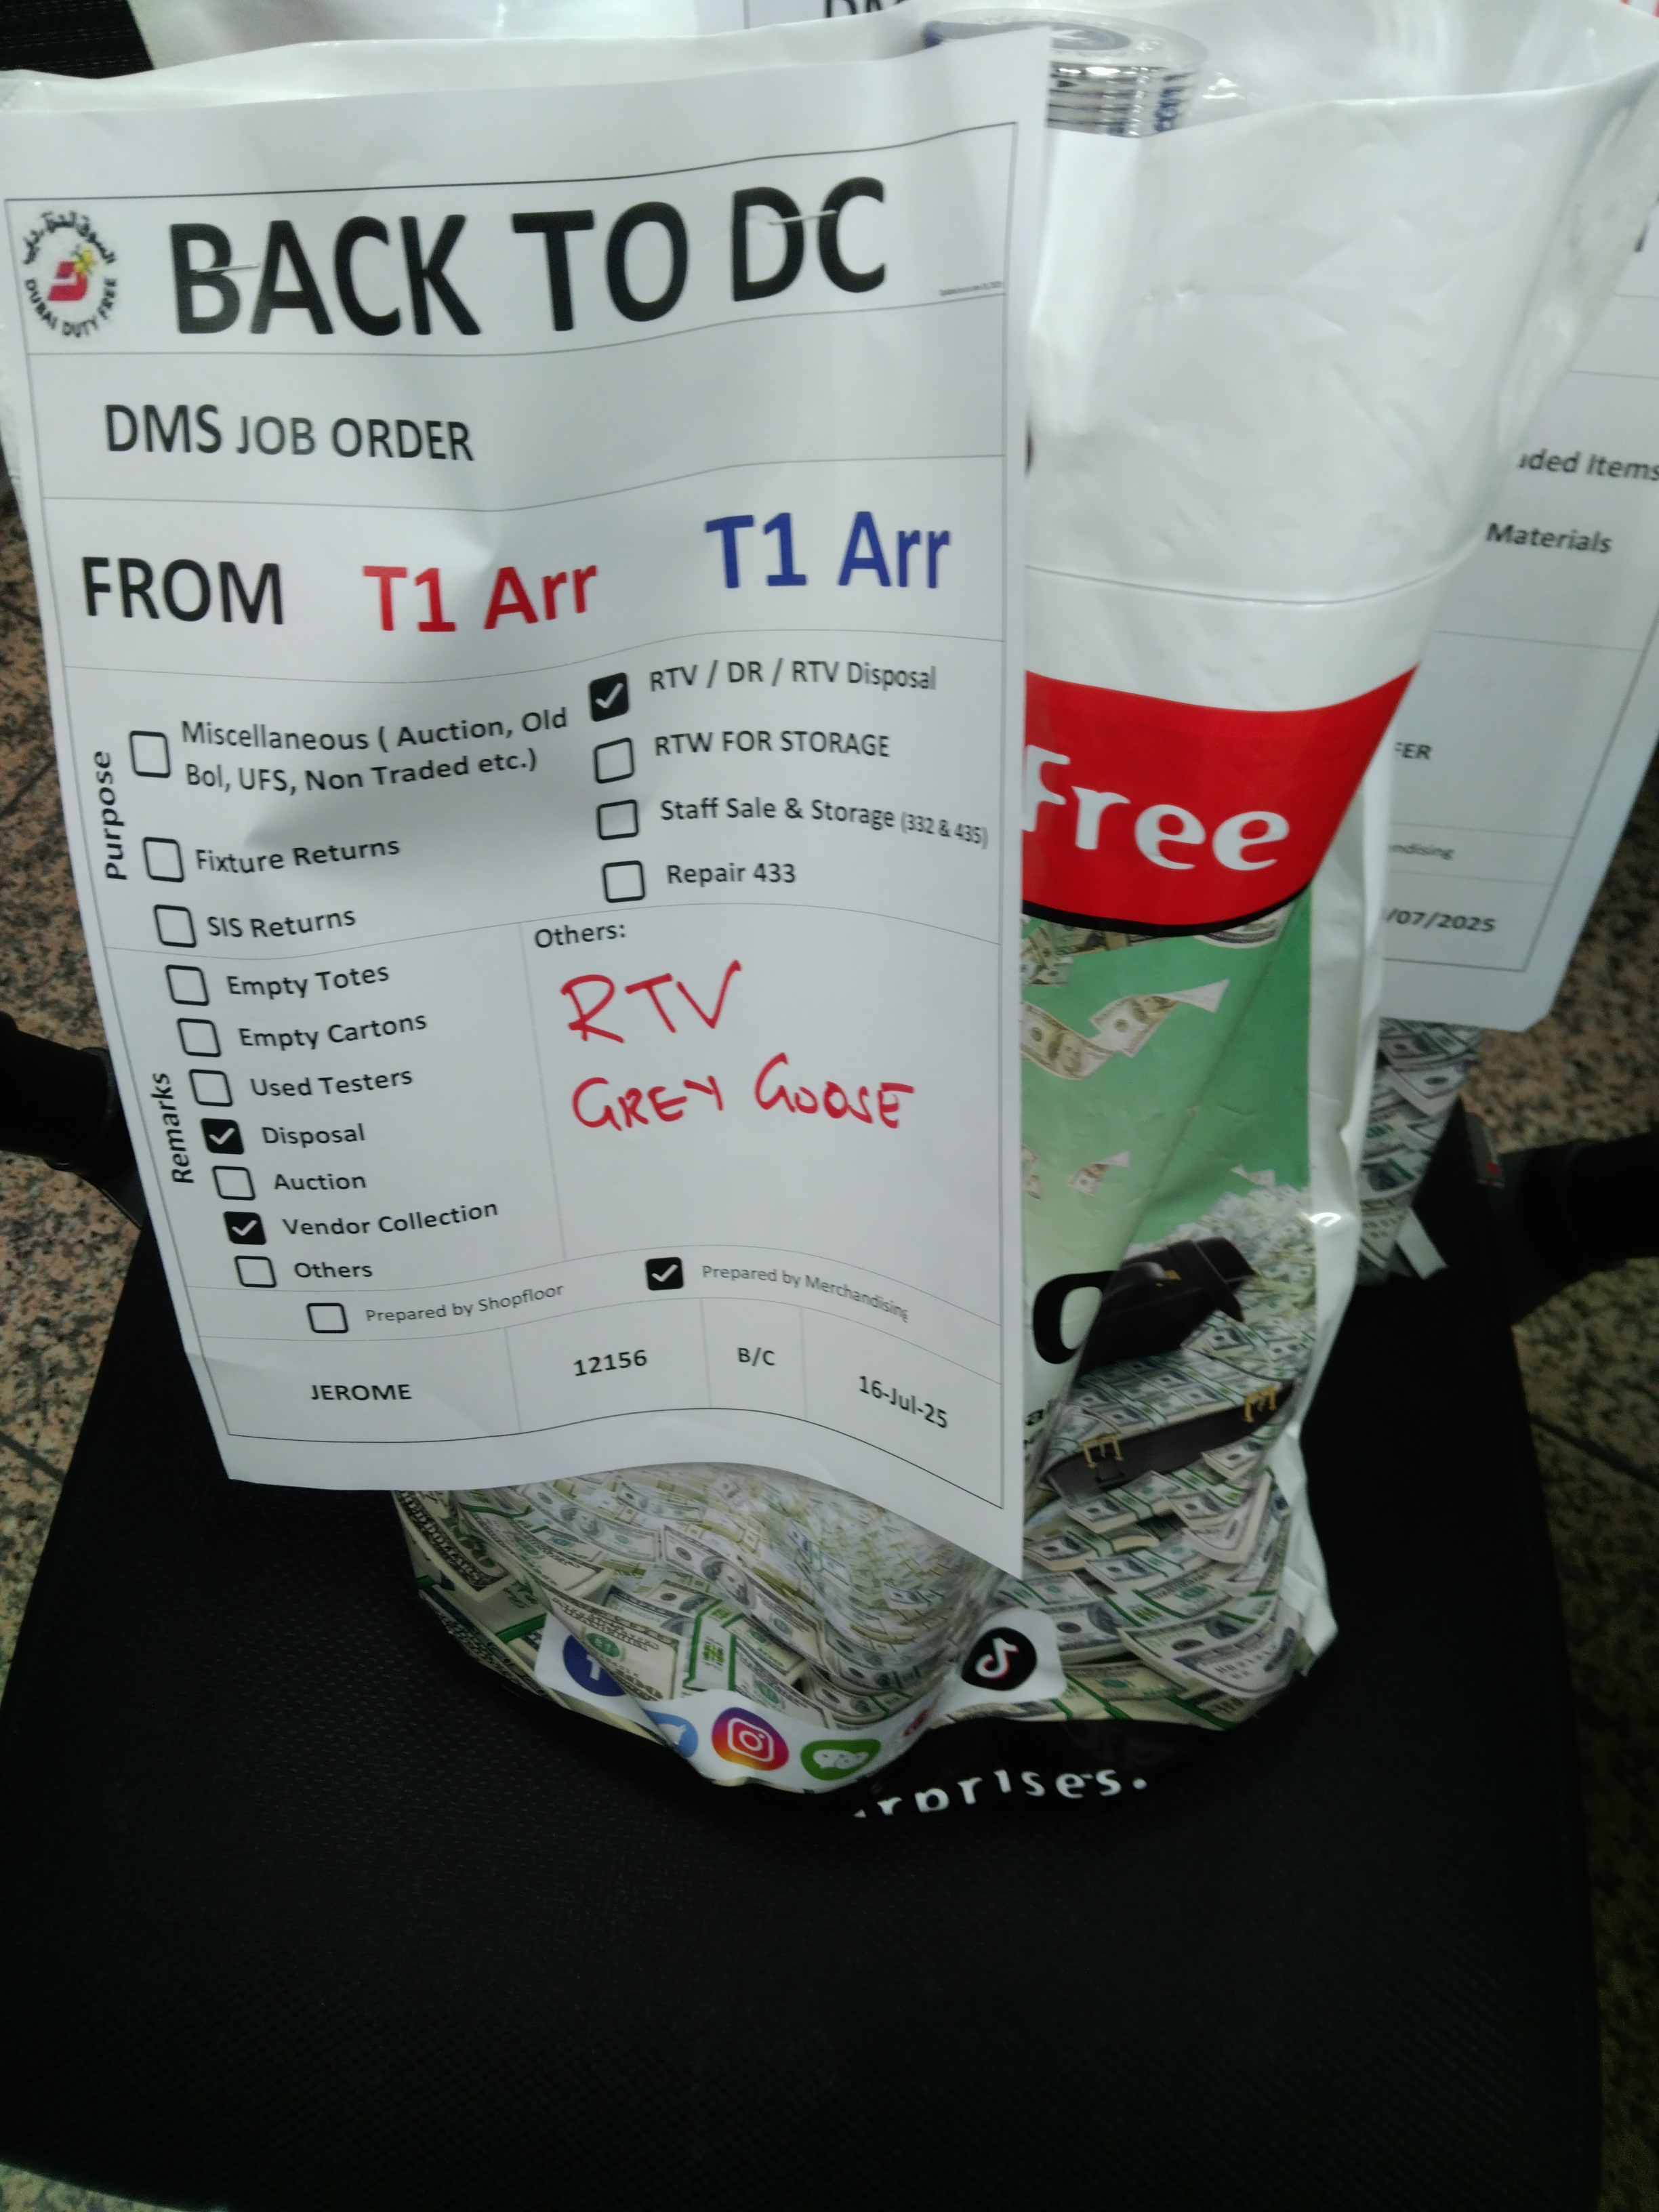 السوق الحرة دبي
DUBAI DUTY FREE
BACK TO DC
DMS JOB ORDER
FROM T1 Arr T1 Arr
Purpose
Miscellaneous ( Auction, Old
Bol, UFS, Non Traded etc.)
Fixture Returns
SIS Returns
RTV / DR / RTV Disposal
RTW FOR STORAGE
Staff Sale & Storage (332 & 435)
Repair 433
Remarks
Empty Totes
Empty Cartons
Used Testers
Disposal
Auction
Vendor Collection
Others
Others:
RTV
GREY GOOSE
Prepared by Shopfloor
Prepared by Merchandising
JEROME 12156 B/C 16-Jul-25
Free
rprises.
Items
Materials
/07/2025